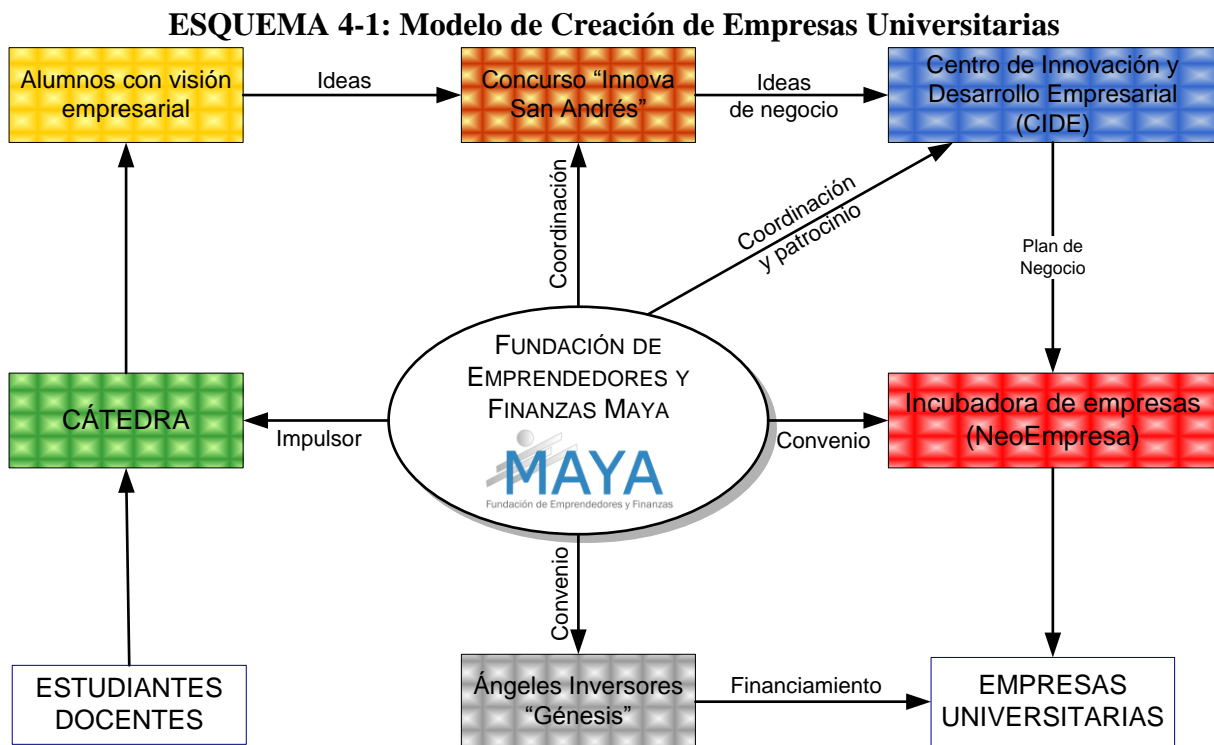 ESQUEMA 4-1: Modelo de Creación de Empresas Universitarias
Alumnos con visión
empresarial
Ideas
Concurso “Innova
San Andrés”
Ideas
de negocio
Centro de Innovación y
Desarrollo Empresarial
(CIDE)
Coordinación
Coordinación
y patrocinio
Plan de
Negocio
FUNDACIÓN DE
EMPRENDEDORES Y
FINANZAS MAYA
MAYA
Fundación de Emprendedores y Finanzas
CÁTEDRA
Impulsor
Convenio
Incubadora de empresas
(NeoEmpresa)
Convenio
ESTUDIANTES
DOCENTES
Ángeles Inversores
“Génesis”
Financiamiento
EMPRESAS
UNIVERSITARIAS